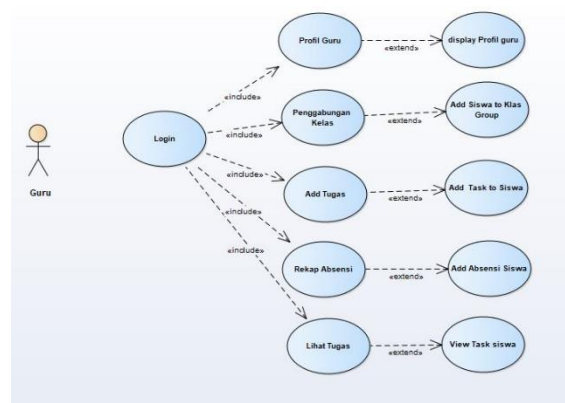 Profil Guru
«extend»
display Profil guru
«include»
Penggabungan
Kelas
«extend»
Add Siswa to Klas
Group
Login
«include»
Guru
«include»
Add Tugas
«extend»
Add Task to Siswa
«include»
Rekap Absensi
«extend»
Add Absensi Siswa
«include»
Lihat Tugas
«extend»
View Task siswa